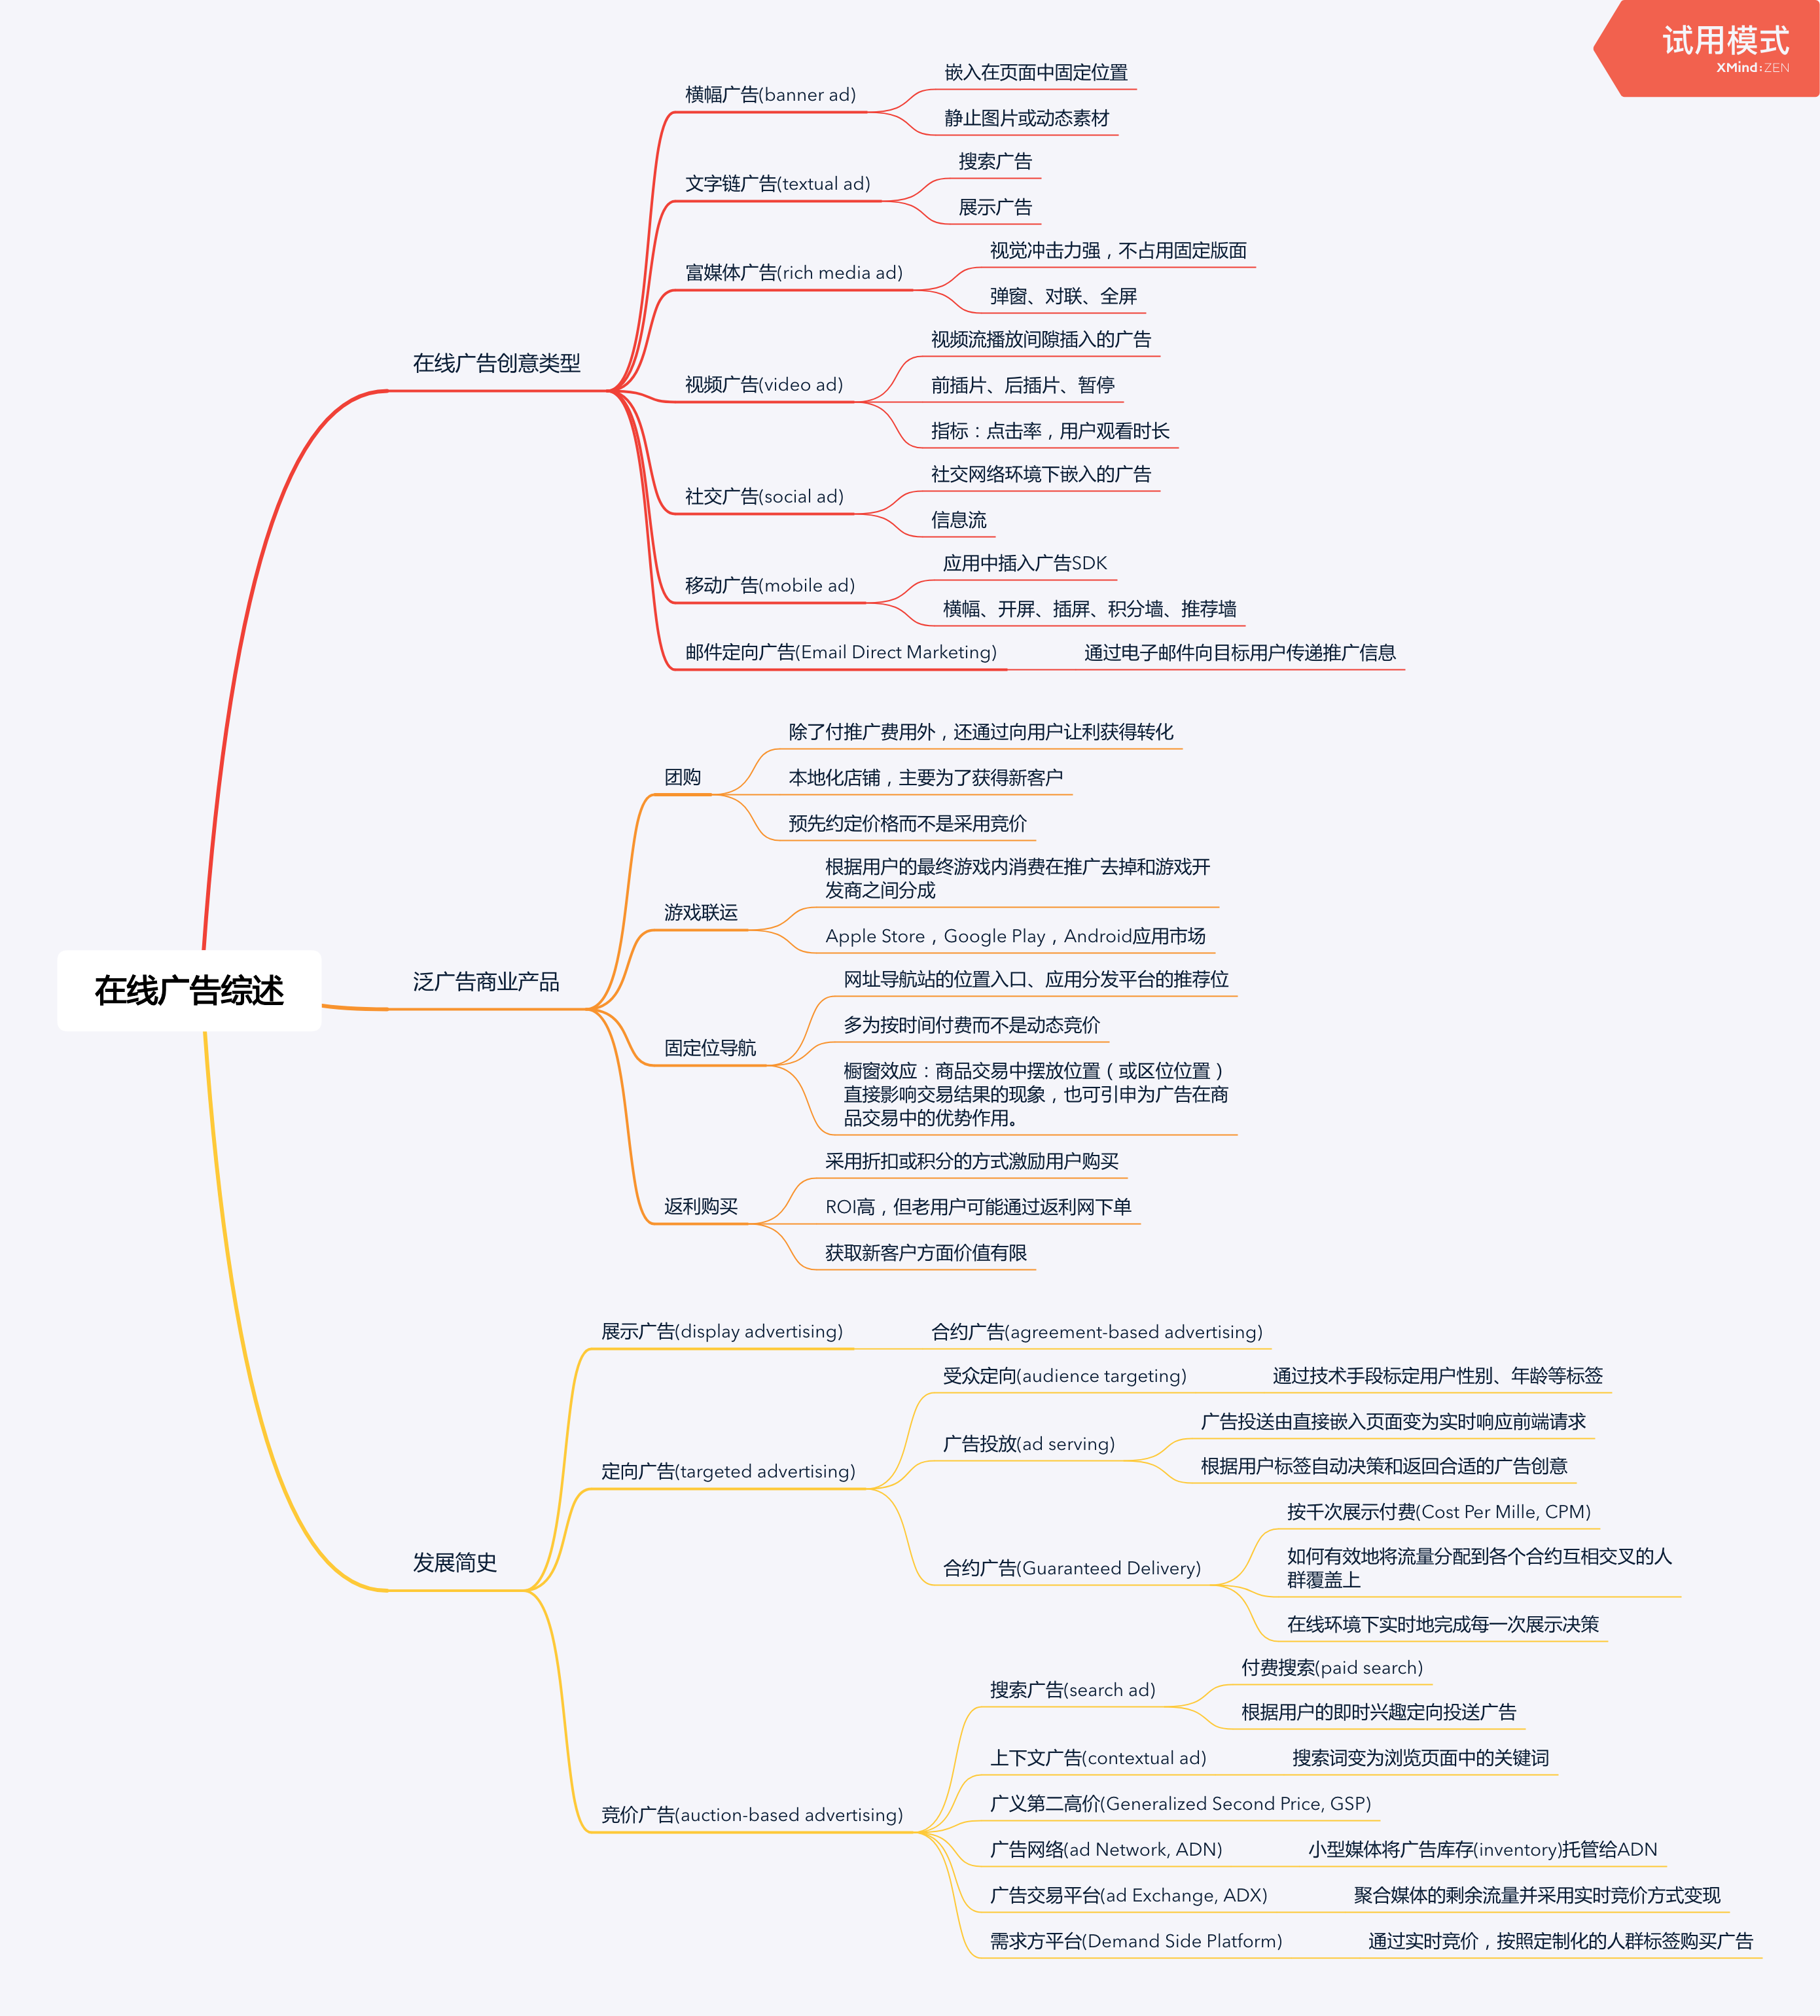 试用模式
XMind:ZEN
在线广告综述
在线广告创意类型
横幅广告(banner ad)
嵌入在页面中固定位置
静止图片或动态素材
文字链广告(textual ad)
搜索广告
展示广告
富媒体广告(rich media ad)
视觉冲击力强，不占用固定版面
弹窗、对联、全屏
视频广告(video ad)
视频流播放间隙插入的广告
前插片、后插片、暂停
指标：点击率，用户观看时长
社交广告(social ad)
社交网络环境下嵌入的广告
信息流
移动广告(mobile ad)
应用中插入广告SDK
横幅、开屏、插屏、积分墙、推荐墙
邮件定向广告(Email Direct Marketing)
通过电子邮件向目标用户传递推广信息
泛广告商业产品
团购
除了付推广费用外，还通过向用户让利获得转化
本地化店铺，主要为了获得新客户
预先约定价格而不是采用竞价
游戏联运
根据用户的最终游戏内消费在推广去掉和游戏开
发商之间分成
Apple Store，Google Play，Android应用市场
固定位导航
网址导航站的位置入口、应用分发平台的推荐位
多为按时间付费而不是动态竞价
橱窗效应：商品交易中摆放位置（或区位位置）
直接影响交易结果的现象，也可引申为广告在商
品交易中的优势作用。
返利购买
采用折扣或积分的方式激励用户购买
ROI高，但老用户可能通过返利网下单
获取新客户方面价值有限
发展简史
展示广告(display advertising)
合约广告(agreement-based advertising)
定向广告(targeted advertising)
受众定向(audience targeting)
通过技术手段标定用户性别、年龄等标签
广告投放(ad serving)
广告投送由直接嵌入页面变为实时响应前端请求
根据用户标签自动决策和返回合适的广告创意
合约广告(Guaranteed Delivery)
按千次展示付费(Cost Per Mille, CPM)
如何有效地将流量分配到各个合约互相交叉的人
群覆盖上
在线环境下实时地完成每一次展示决策
竞价广告(auction-based advertising)
搜索广告(search ad)
付费搜索(paid search)
根据用户的即时兴趣定向投送广告
上下文广告(contextual ad)
搜索词变为浏览页面中的关键词
广义第二高价(Generalized Second Price, GSP)
广告网络(ad Network, ADN)
小型媒体将广告库存(inventory)托管给ADN
广告交易平台(ad Exchange, ADX)
聚合媒体的剩余流量并采用实时竞价方式变现
需求方平台(Demand Side Platform)
通过实时竞价，按照定制化的人群标签购买广告